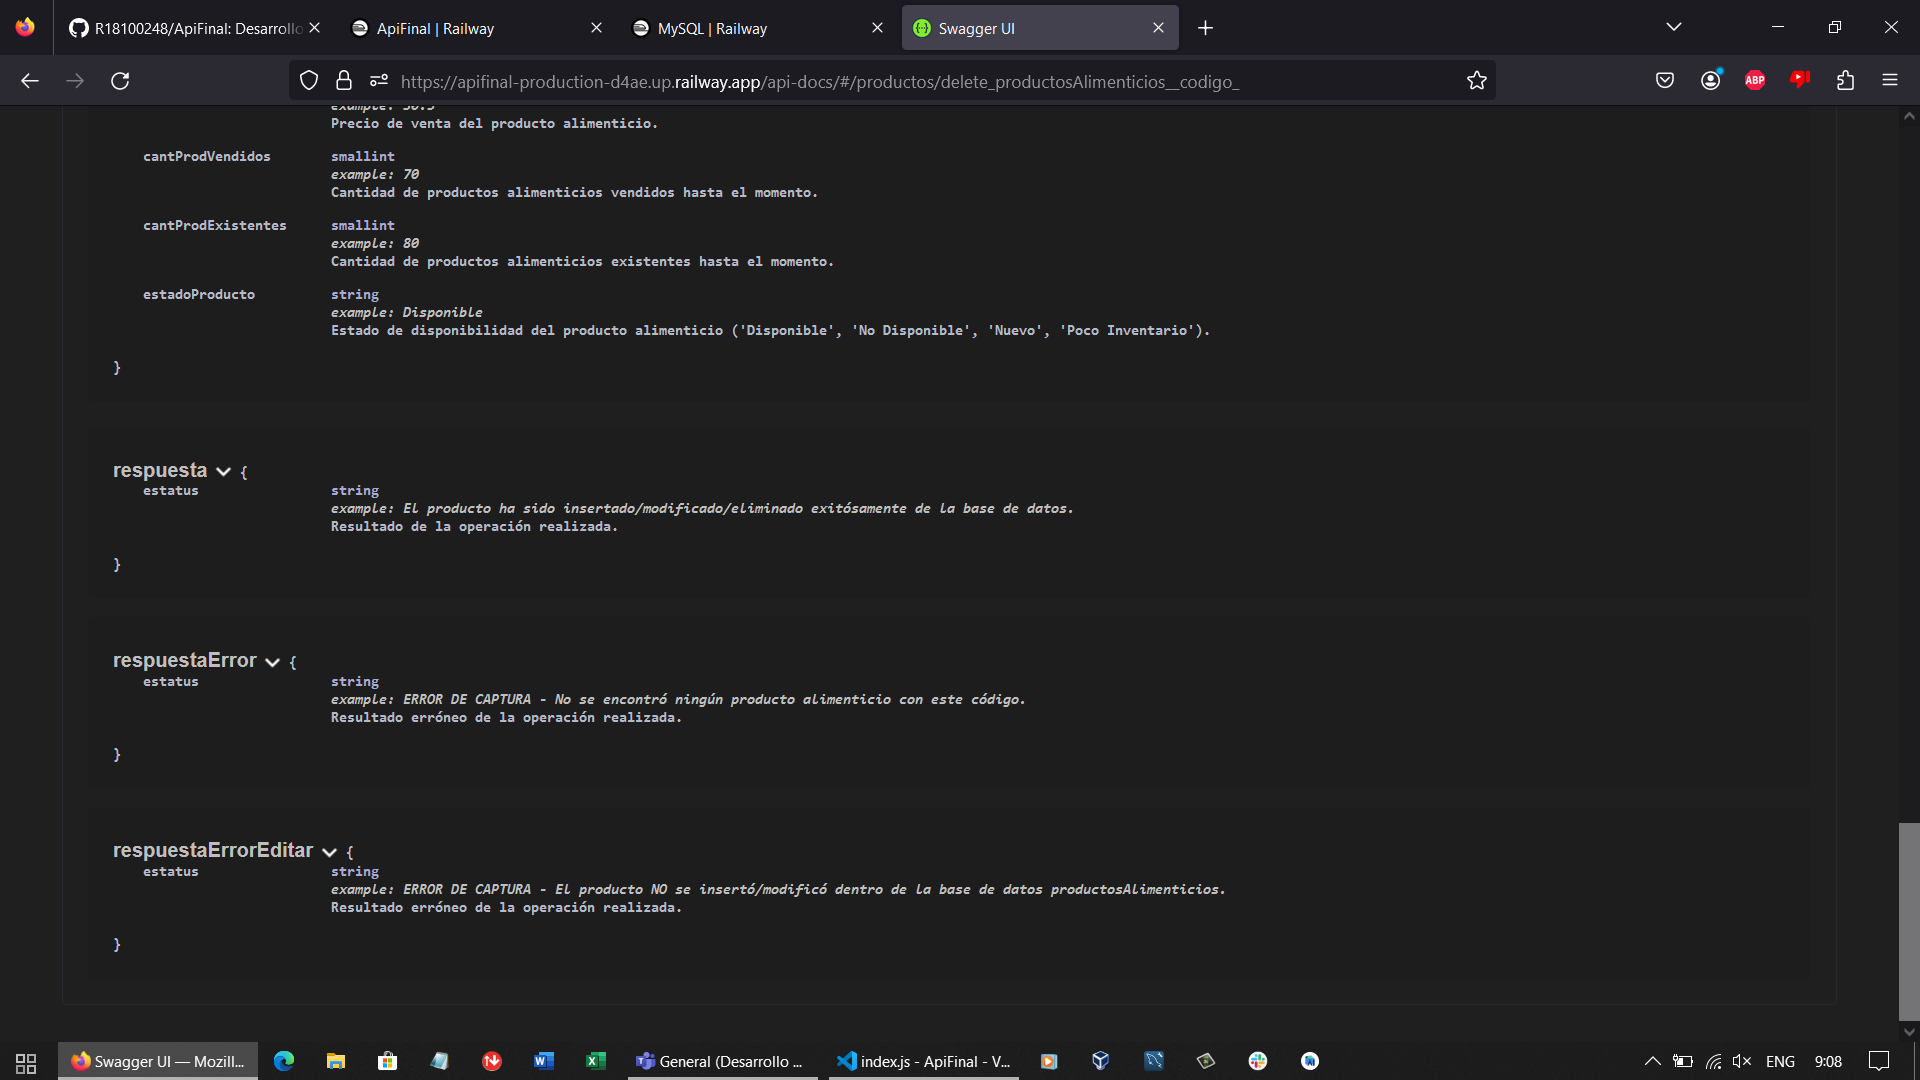 R18100248/ApiFinal: Desarrollo
ApiFinal | Railway
MySQL | Railway
Swagger UI
https://apifinal-production-d4ae.up.railway.app/api-docs/#/productos/delete_productosAlimenticios__codigo_
ABP
example: 30.5
Precio de venta del producto alimenticio.
cantProdVendidos smallint
example: 70
Cantidad de productos alimenticios vendidos hasta el momento.
cantProdExistentes smallint
example: 80
Cantidad de productos alimenticios existentes hasta el momento.
estadoProducto string
example: Disponible
Estado de disponibilidad del producto alimenticio ('Disponible', 'No Disponible', 'Nuevo', 'Poco Inventario').
}
respuesta {
estatus string
example: El producto ha sido insertado/modificado/eliminado exitósamente de la base de datos.
Resultado de la operación realizada.
}
respuestaError {
estatus string
example: ERROR DE CAPTURA - No se encontró ningún producto alimenticio con este código.
Resultado erróneo de la operación realizada.
}
respuestaErrorEditar {
estatus string
example: ERROR DE CAPTURA - El producto NO se insertó/modificó dentro de la base de datos productosAlimenticios.
Resultado erróneo de la operación realizada.
}
Swagger UI — Mozill...
General (Desarrollo ...
index.js - ApiFinal - V...
ENG
9:08